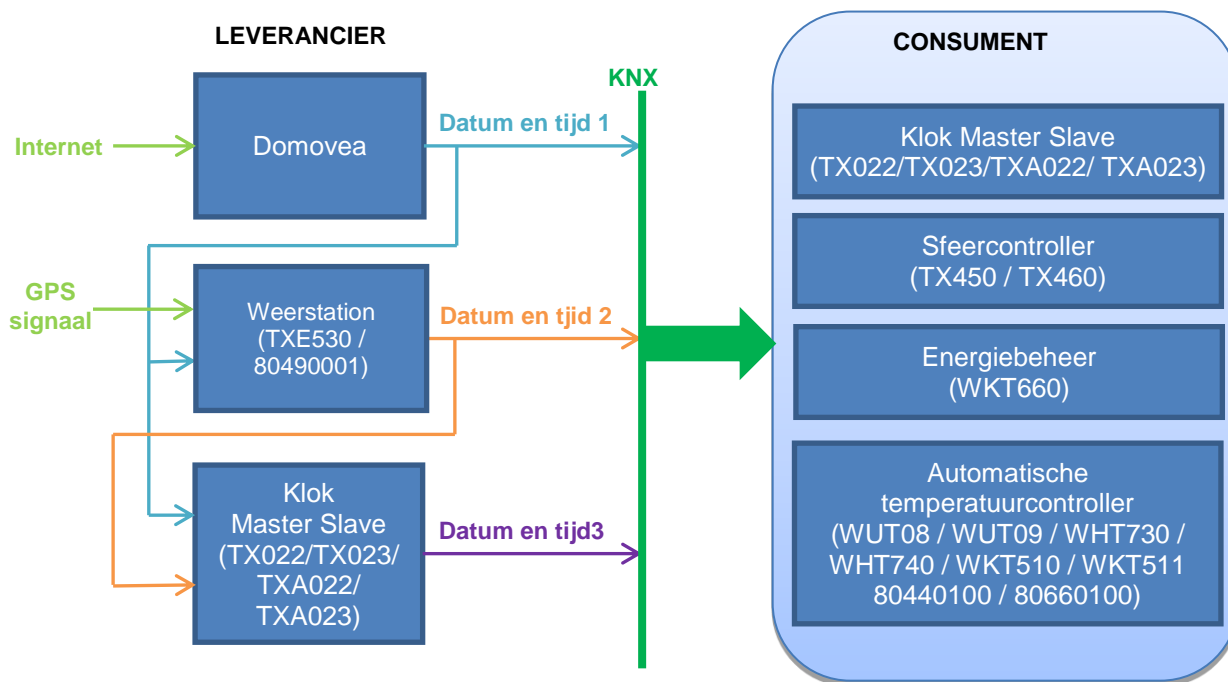 LEVERANCIER
CONSUMENT
KNX
Internet
Domovea
Datum en tijd 1
GPS
signaal
Weerstation
(TXE530 /
80490001)
Datum en tjid 2
Klok
Master Slave
(TX022/TX023/
TXA022/
TXA023)
Datum en tijd3
Klok Master Slave
(TX022/TX023/TXA022/ TXA023)
Sfeercontroller
(TX450 / TX460)
Energiebeheer
(WKT660)
Automatische
temperatuurcontroller
(WUT08 / WUT09 / WHT730 /
WHT740 / WKT510 / WKT511
80440100 / 80660100)